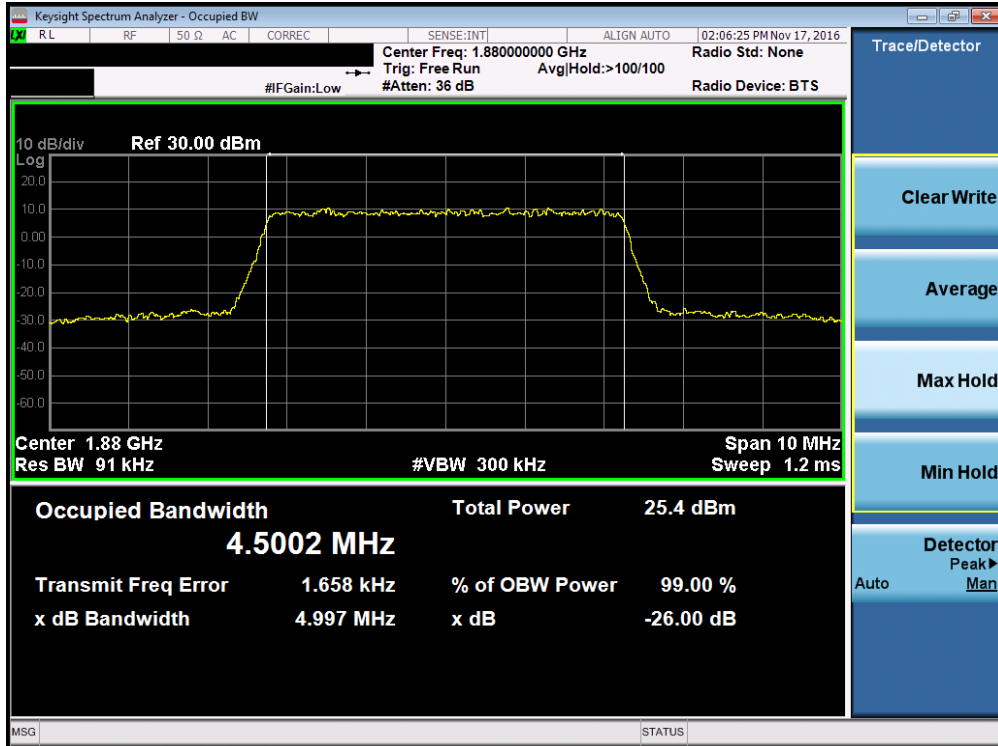 Keysight Spectrum Analyzer - Occupied BW
LXI RL RF 50 Ω AC CORREC SENSE:INT ALIGN AUTO 02:06:25 PM Nov 17, 2016
Center Freq: 1.880000000 GHz Radio Std: None
Trig: Free Run Avg|Hold:>100/100
#IFGain:Low #Atten: 36 dB Radio Device: BTS
10 dB/div Ref 30.00 dBm
Log
20.0
10.0
0.00
-10.0
-20.0
-30.0
-40.0
-50.0
-60.0
Center 1.88 GHz Span 10 MHz
Res BW 91 kHz #VBW 300 kHz Sweep 1.2 ms
Occupied Bandwidth Total Power 25.4 dBm
4.5002 MHz
Transmit Freq Error 1.658 kHz % of OBW Power 99.00 %
x dB Bandwidth 4.997 MHz x dB -26.00 dB
MSG STATUS
Trace/Detector
Clear Write
Average
Max Hold
Min Hold
Detector
Peak▶
Auto Man